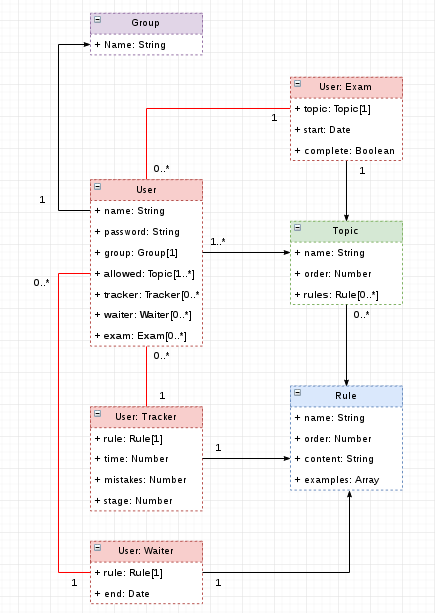 Group
+ Name: String
User: Exam
+ topic: Topic[1]
+ start: Date
+ complete: Boolean
1
0..*
1
User
+ name: String
+ password: String
+ group: Group[1]
+ allowed: Topic[1..*]
+ tracker: Tracker[0..*
+ waiter: Waiter[0..*]
+ exam: Exam[0..*]
1
1..*
Topic
+ name: String
+ order: Number
+ rules: Rule[0..*]
0..*
0..*
0..*
1
Rule
+ name: String
+ order: Number
+ content: String
+ examples: Array
User: Tracker
+ rule: Rule[1]
+ time: Number
+ mistakes: Number
+ stage: Number
1
User: Waiter
+ rule: Rule[1]
+ end: Date
1
1